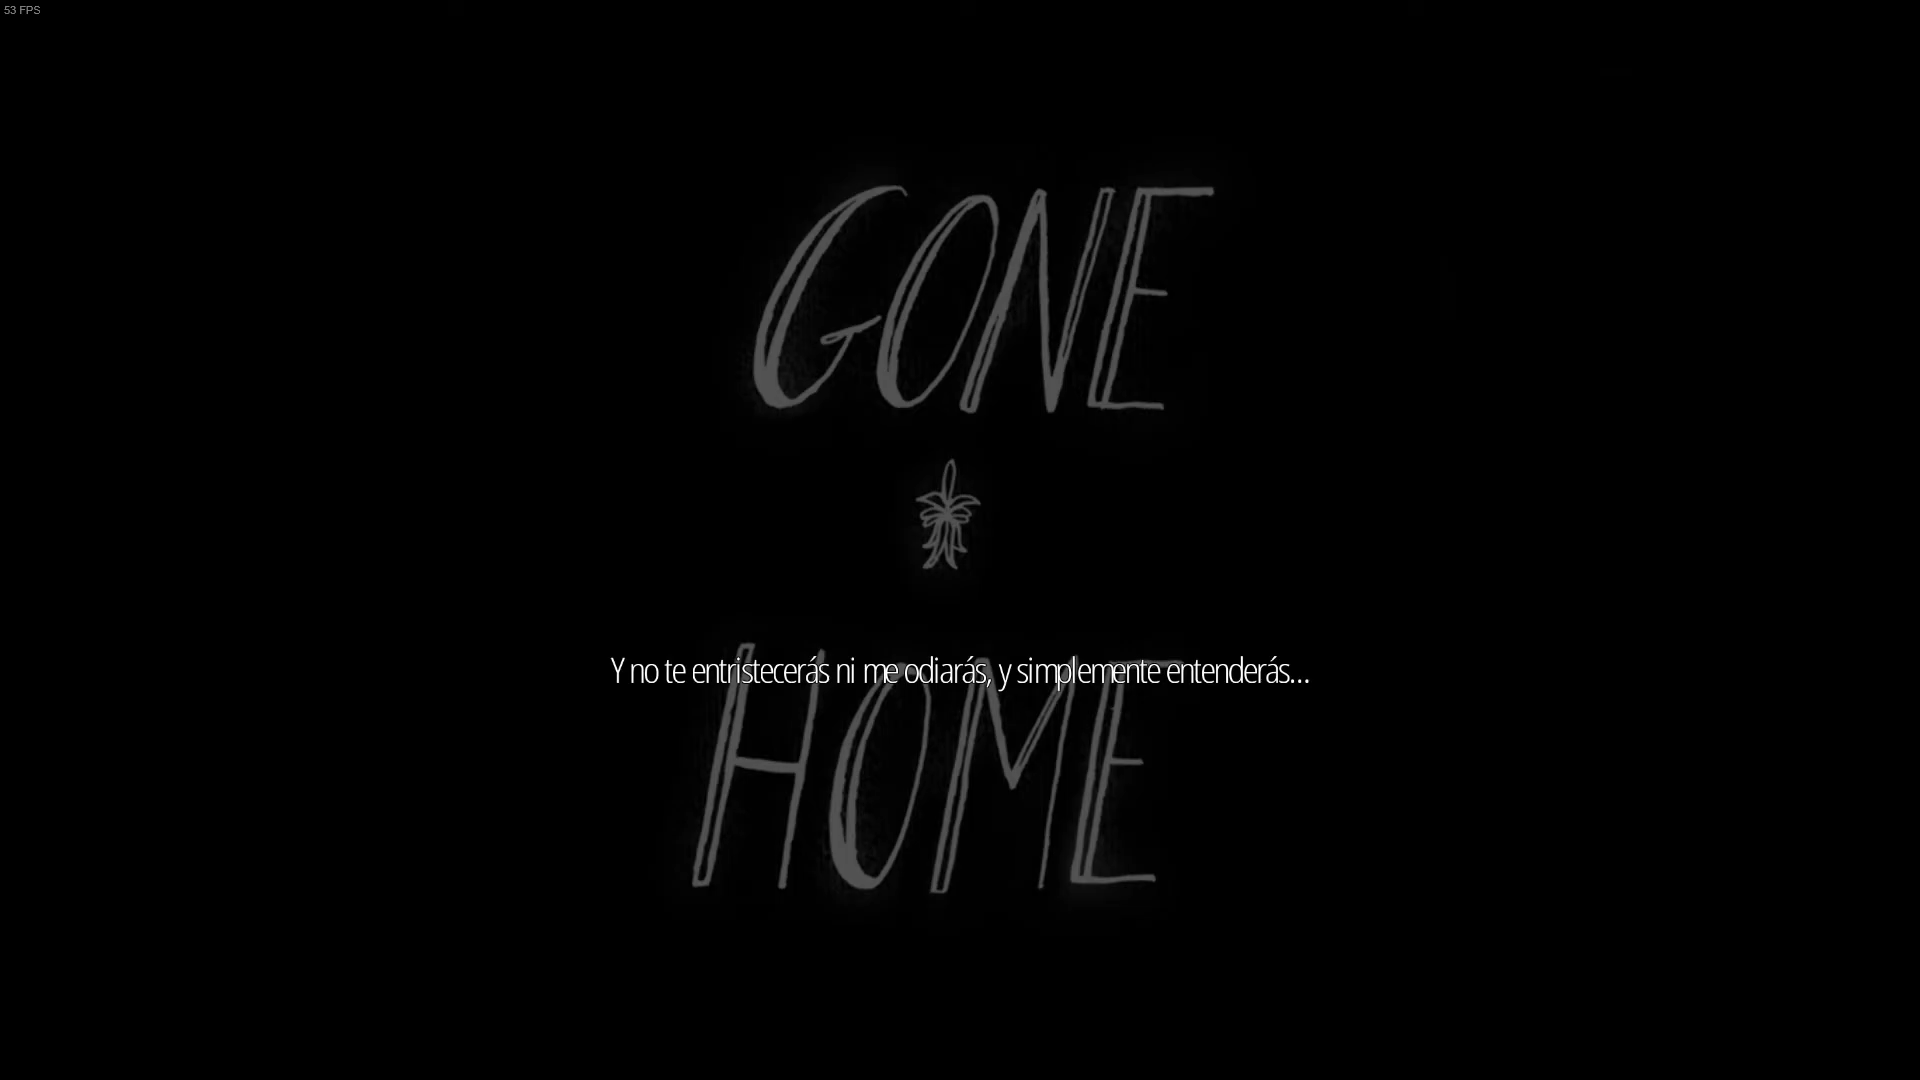 53 FPS
GONE
Y no te entristecerás ni me odiarás, y simplemente entenderás...
HOME